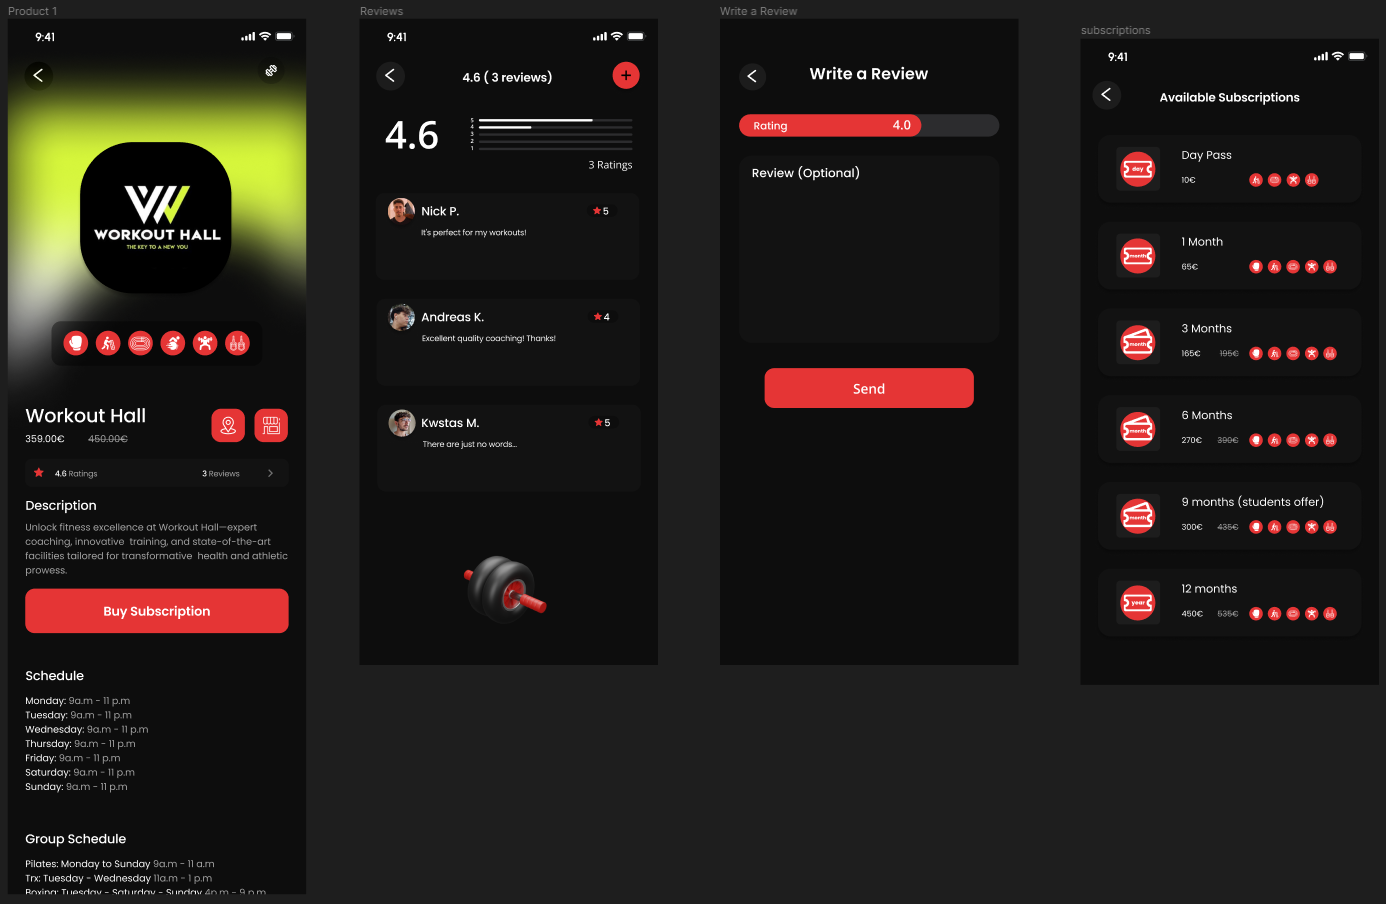 Product 1
9:41
WORKOUT HALL
THE KEY TO A NEW YOU
Workout Hall
359.00€ 450.00€
4.6 Ratings 3 Reviews
Description
Unlock fitness excellence at Workout Hall—expert
coaching, innovative training, and state-of-the-art
facilities tailored for transformative health and athletic
prowess.
Buy Subscription
Schedule
Monday: 9a.m - 11 p.m
Tuesday: 9a.m - 11 p.m
Wednesday: 9a.m - 11 p.m
Thursday: 9a.m - 11 p.m
Friday: 9a.m - 11 p.m
Saturday: 9a.m - 11 p.m
Sunday: 9a.m - 11 p.m
Group Schedule
Pilates: Monday to Sunday 9a.m - 11 a.m
Trx: Tuesday - Wednesday 11a.m - 1 p.m
Boxing: Tuesday - Saturday - Sunday 4p.m - 9 p.m
Reviews
9:41
4.6 ( 3 reviews)
4.6
5
4
3
2
1
3 Ratings
Nick P. 5
It's perfect for my workouts!
Andreas K. 4
Excellent quality coaching! Thanks!
Kwstas M. 5
There are just no words...
Write a Review
Write a Review
Rating 4.0
Review (Optional)
Send
subscriptions
9:41
Available Subscriptions
day
Day Pass
10€
month
1 Month
65€
month
3 Months
165€ 195€
month
6 Months
270€ 390€
month
9 months (students offer)
300€ 435€
year
12 months
450€ 535€